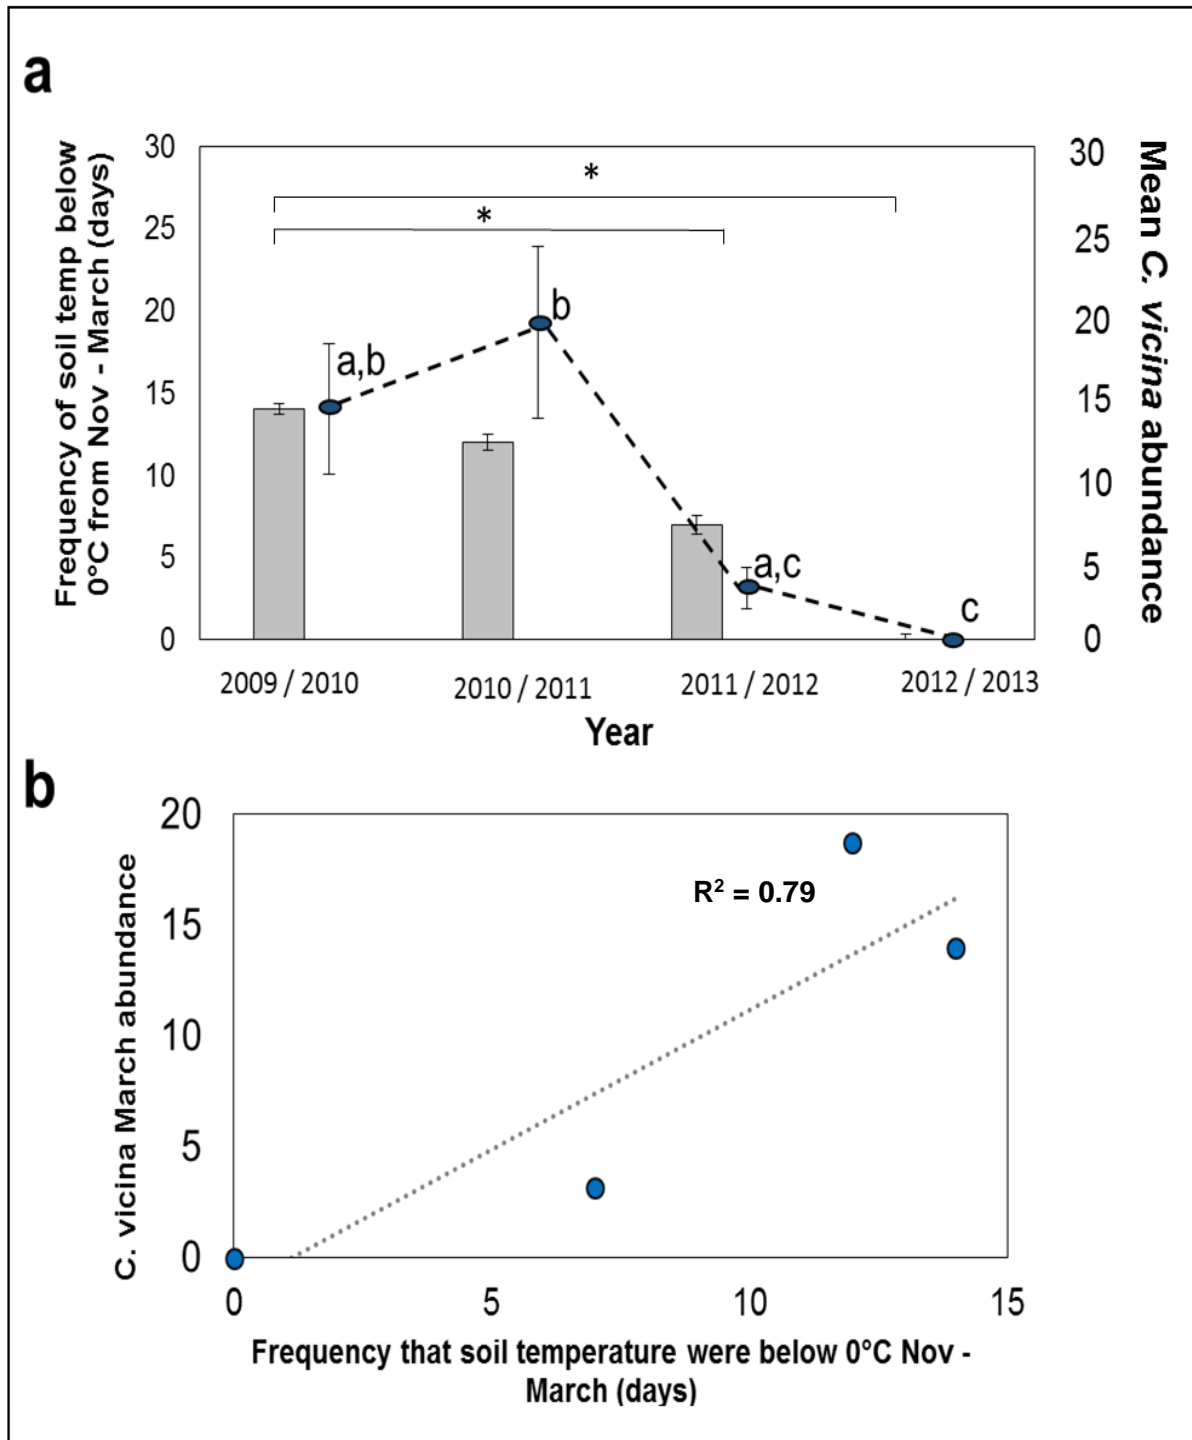 a
Frequency of soil temp below
0°C from Nov - March (days)
30
25
20
15
10
5
0
*
*
a,b
b
a,c
c
30
25
20
15
10
5
0
Mean C. vicina abundance
2009 / 2010
2010 / 2011
2011 / 2012
2012 / 2013
Year
b
C. vicina March abundance
20
15
10
5
0
R² = 0.79
0
5
10
15
Frequency that soil temperature were below 0°C Nov -
March (days)